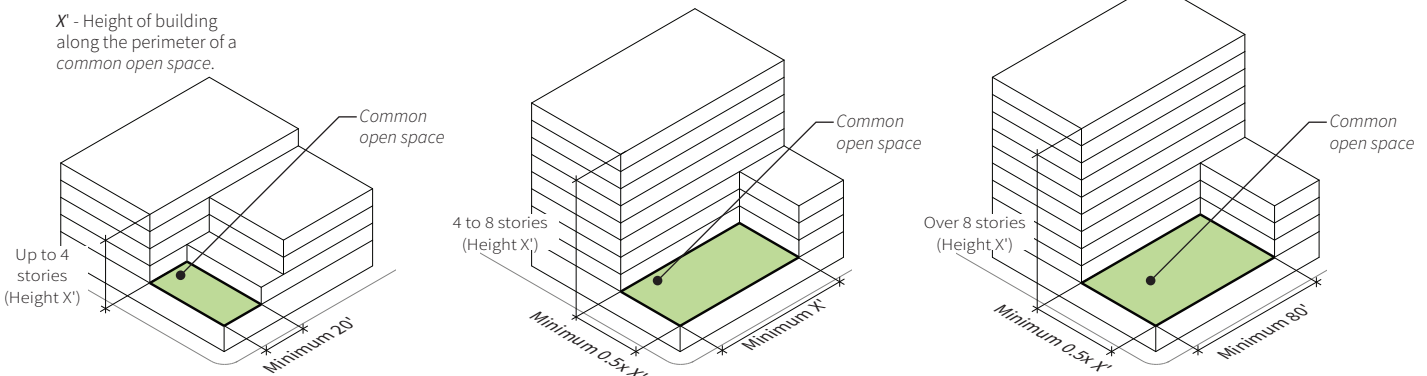 X' - Height of building
along the perimeter of a
common open space.
Common
open space
Up to 4
stories
(Height X')
Minimum 20'
Common
open space
4 to 8 stories
(Height X')
Minimum 0.5x X'
Minimum X'
Common
open space
Over 8 stories
(Height X')
Minimum 0.5x X'
Minimum 80'